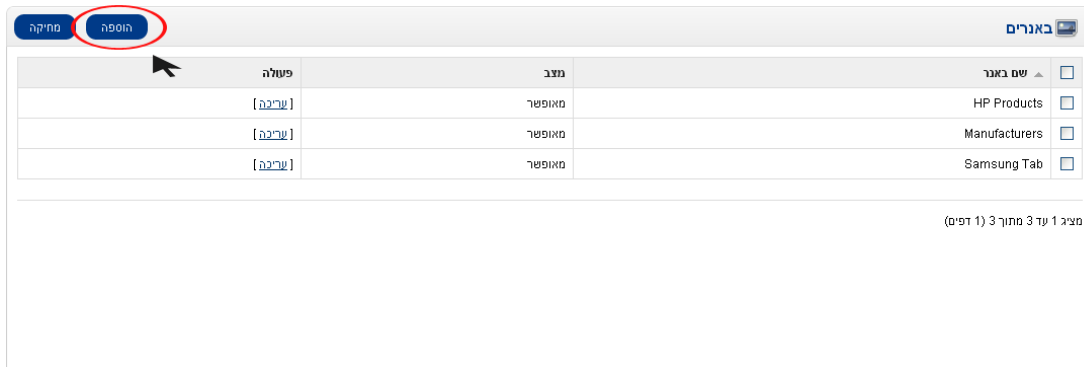 באנרים
הוספה
מחיקה
שם באנר מצב פעולה
HP Products מאופשר [ עריכה ]
Manufacturers מאופשר [ עריכה ]
Samsung Tab מאופשר [ עריכה ]
מציג 1 עד 3 מתוך 3 (1 דפים)